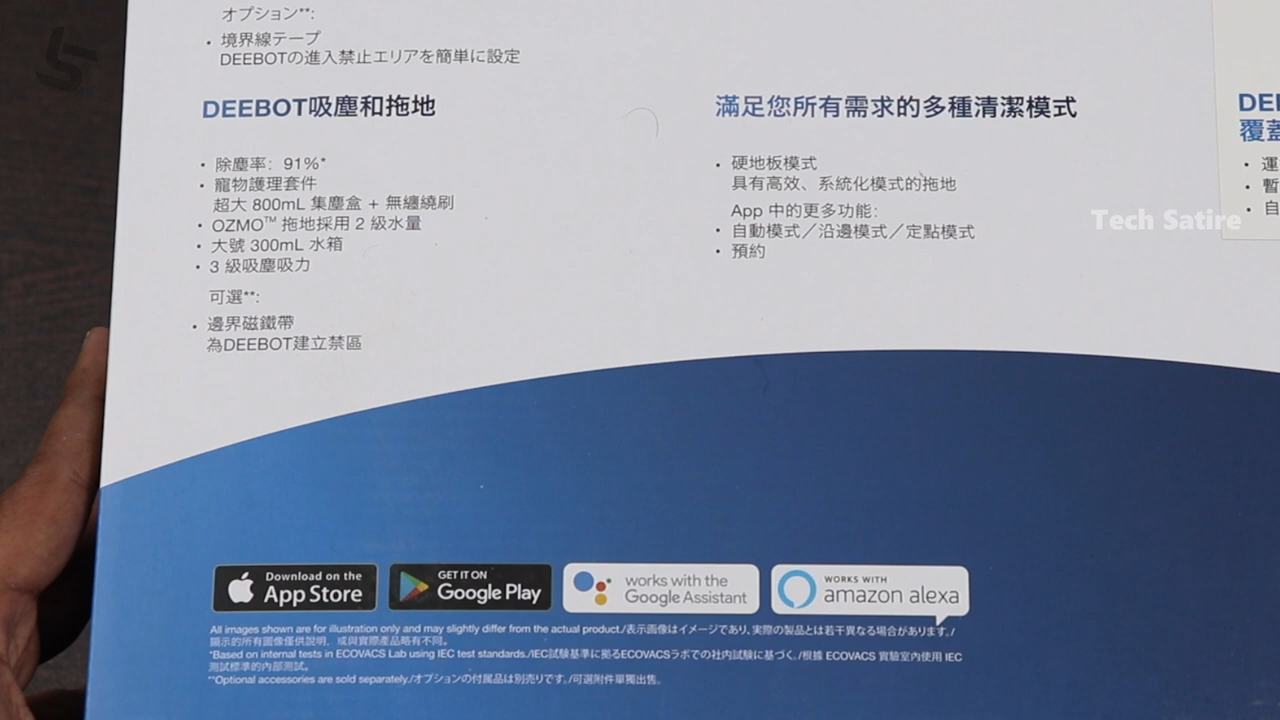 オプション**:
・境界線テープ
DEEBOTの進入禁止エリアを簡単に設定
DEEBOT吸塵和拖地
・除塵率: 91%*
・寵物護理套件
超大 800mL 集塵盒 + 無纏繞刷
・OZMO™ 拖地採用 2 級水量
・大號 300mL 水箱
・3 級吸塵吸力
可選**:
・邊界磁鐵帶
為DEEBOT建立禁區
滿足您所有需求的多種清潔模式
・硬地板模式
具有高效、系統化模式的拖地
App 中的更多功能:
・自動模式／沿邊模式／定點模式
・預約
DEE
覆蓋
・運
・暫
・自
Tech Satire
Download on the
App Store
GET IT ON
Google Play
works with the
Google Assistant
WORKS WITH
amazon alexa
All images shown are for illustration only and may slightly differ from the actual product./表示画像はイメージであり、実際の製品とは若干異なる場合があります。/
顯示的所有圖像僅供說明，或與實際產品略有不同。
*Based on internal tests in ECOVACS Lab using IEC test standards./IEC試験基準に拠るECOVACSラボでの社内試験に基づく。/根據 ECOVACS 實驗室內使用 IEC
測試標準的內部測試。
**Optional accessories are sold separately./オプションの付属品は別売りです。/可選附件單獨出售。